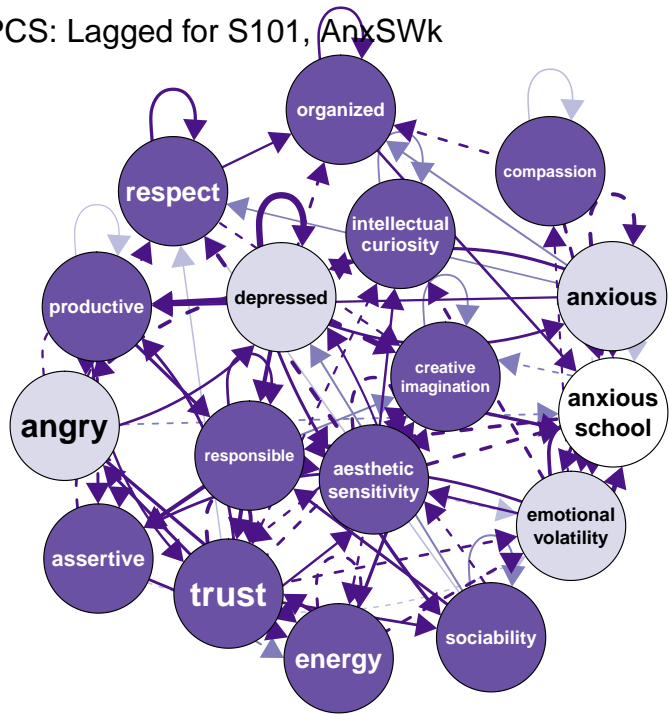 PCS: Lagged for S101, AnxSWk
organized
compassion
respect
intellectual
curiosity
anxious
depressed
productive
creative
imagination
anxious
school
angry
responsible
aesthetic
sensitivity
emotional
volatility
assertive
trust
sociability
energy